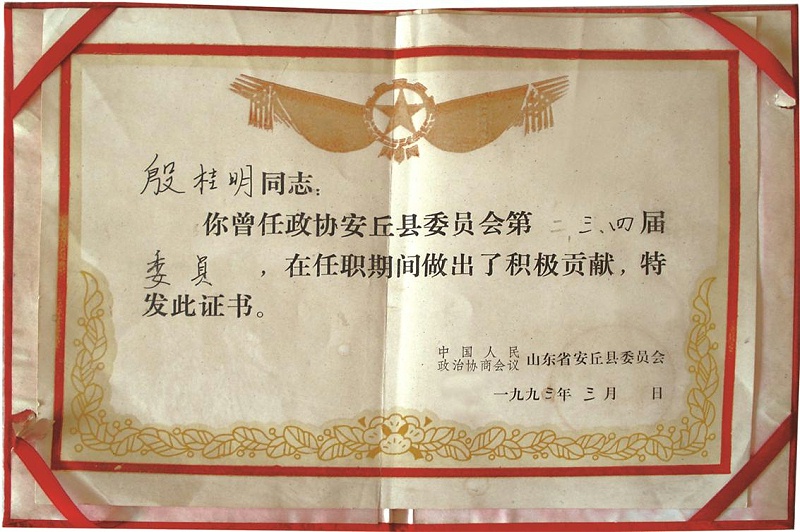 殷桂明同志：
你曾任政协安丘县委员会第二、三、四届
委员，在任职期间做出了积极贡献，特
发此证书。
中国人民
政治协商会议 山东省安丘县委员会
一九九三年三月 日